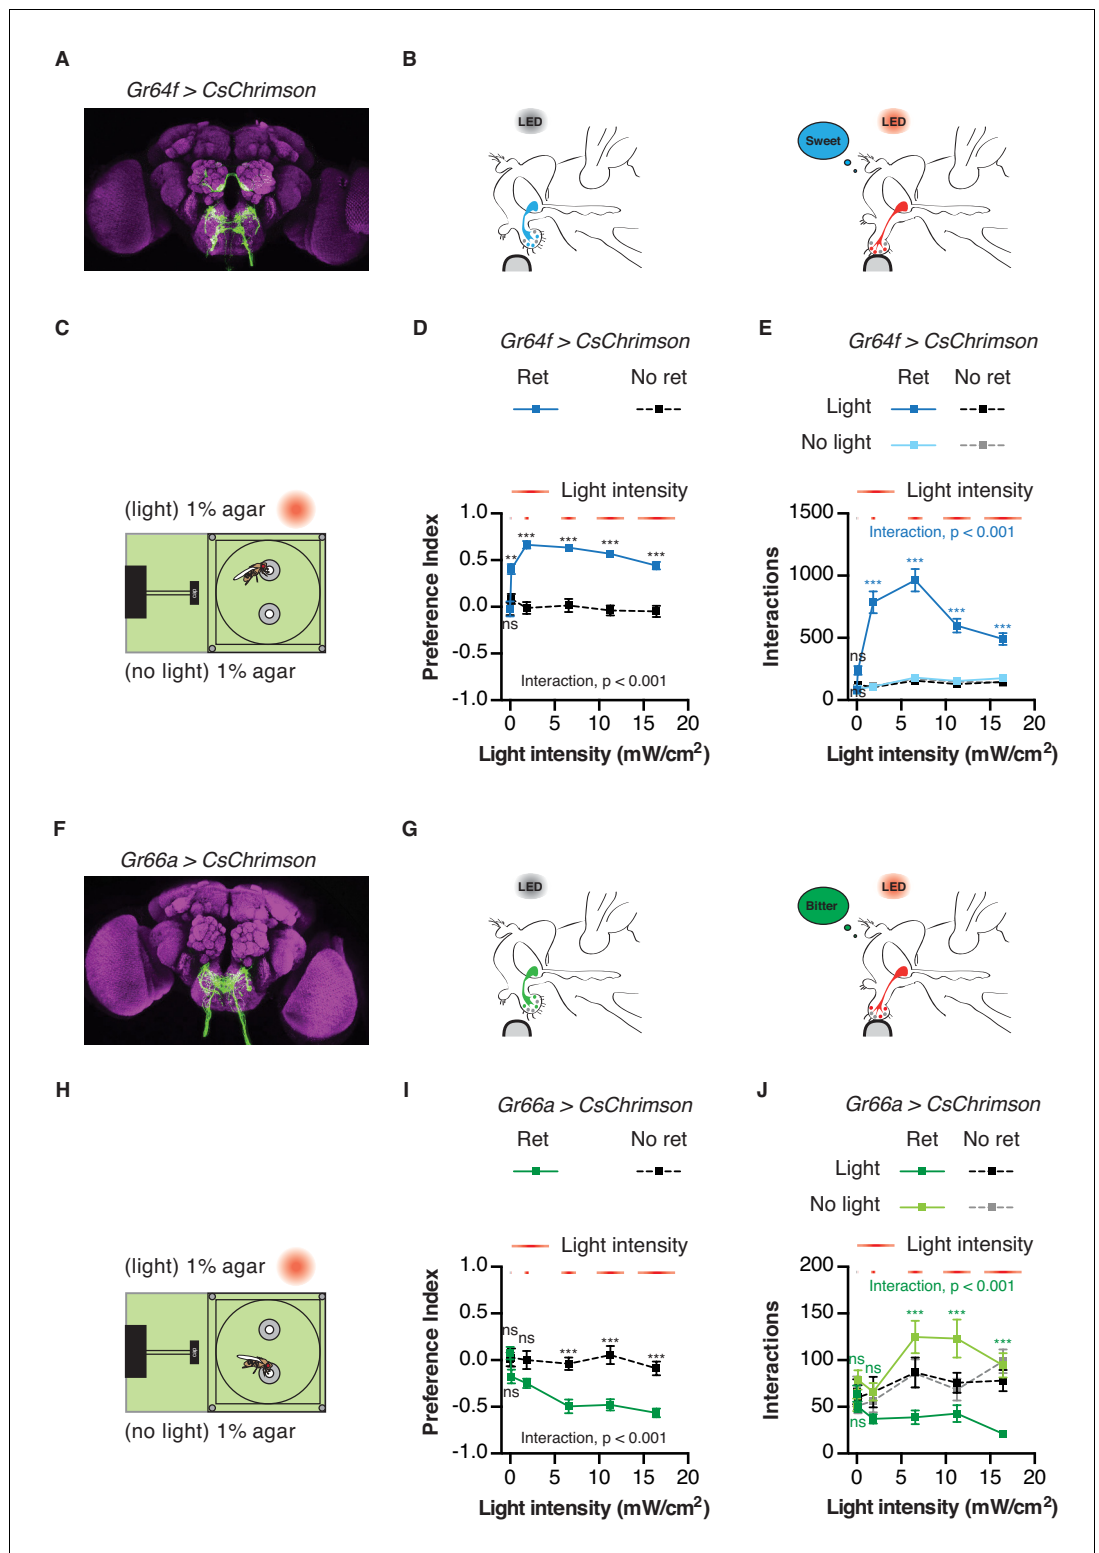 A
B
Gr64f > CsChrimson
LED
LED
Sweet
C
D
E
Gr64f > CsChrimson
Gr64f > CsChrimson
Ret
No ret
Ret
No ret
Light
No light
(light) 1% agar
(no light) 1% agar
Light intensity
1.0
0.5
0.0
-0.5
-1.0
Preference Index
**
***
***
***
***
ns
Interaction, p < 0.001
0
5
10
15
20
Light intensity (mW/cm²)
Light intensity
1500
1000
500
0
Interactions
Interaction, p < 0.001
***
***
***
***
ns
ns
0
5
10
15
20
Light intensity (mW/cm²)
F
G
Gr66a > CsChrimson
LED
LED
Bitter
H
I
J
Gr66a > CsChrimson
Gr66a > CsChrimson
Ret
No ret
Ret
No ret
Light
No light
(light) 1% agar
(no light) 1% agar
Light intensity
1.0
0.5
0.0
-0.5
-1.0
Preference Index
ns
ns
***
***
***
ns
Interaction, p < 0.001
0
5
10
15
20
Light intensity (mW/cm²)
Light intensity
200
150
100
50
0
Interactions
Interaction, p < 0.001
***
***
***
ns
ns
ns
0
5
10
15
20
Light intensity (mW/cm²)